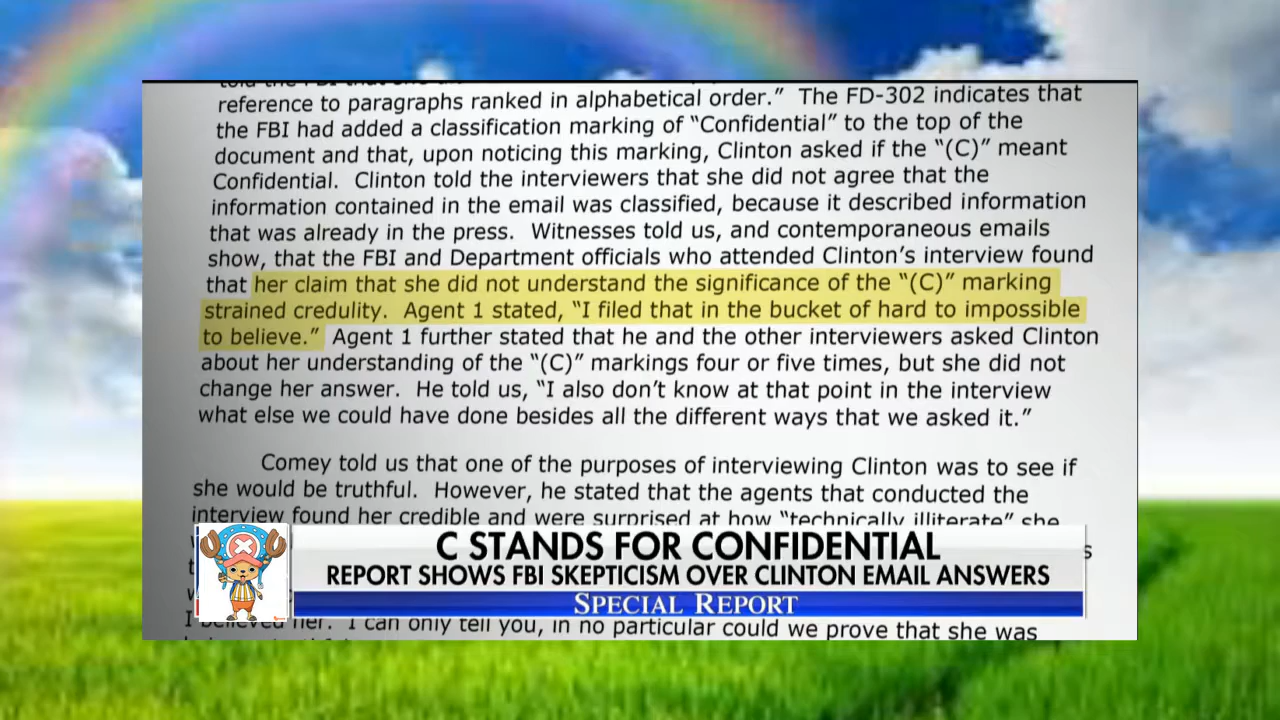 reference to paragraphs ranked in alphabetical order.” The FD-302 indicates that
the FBI had added a classification marking of “Confidential” to the top of the
document and that, upon noticing this marking, Clinton asked if the “(C)” meant
Confidential. Clinton told the interviewers that she did not agree that the
information contained in the email was classified, because it described information
that was already in the press. Witnesses told us, and contemporaneous emails
show, that the FBI and Department officials who attended Clinton’s interview found
that her claim that she did not understand the significance of the “(C)” marking
strained credulity. Agent 1 stated, “I filed that in the bucket of hard to impossible
to believe.” Agent 1 further stated that he and the other interviewers asked Clinton
about her understanding of the “(C)” markings four or five times, but she did not
change her answer. He told us, “I also don’t know at that point in the interview
what else we could have done besides all the different ways that we asked it.”
Comey told us that one of the purposes of interviewing Clinton was to see if
she would be truthful. However, he stated that the agents that conducted the
interview found her credible and were surprised at how “technically illiterate” she
C STANDS FOR CONFIDENTIAL
REPORT SHOWS FBI SKEPTICISM OVER CLINTON EMAIL ANSWERS
SPECIAL REPORT
I believed her. I can only tell you, in no particular could we prove that she was